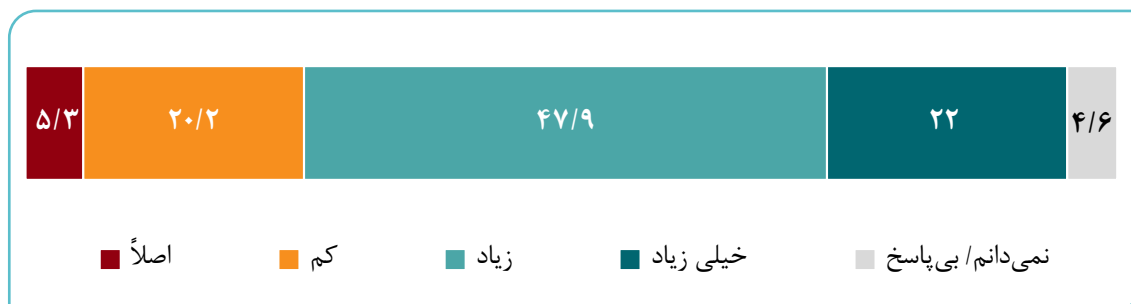 ۵/۳ ۲۰/۲ ۴۷/۹ ۲۲ ۴/۶
اصلاً کم زیاد خیلی زیاد نمی‌دانم/ بی‌پاسخ